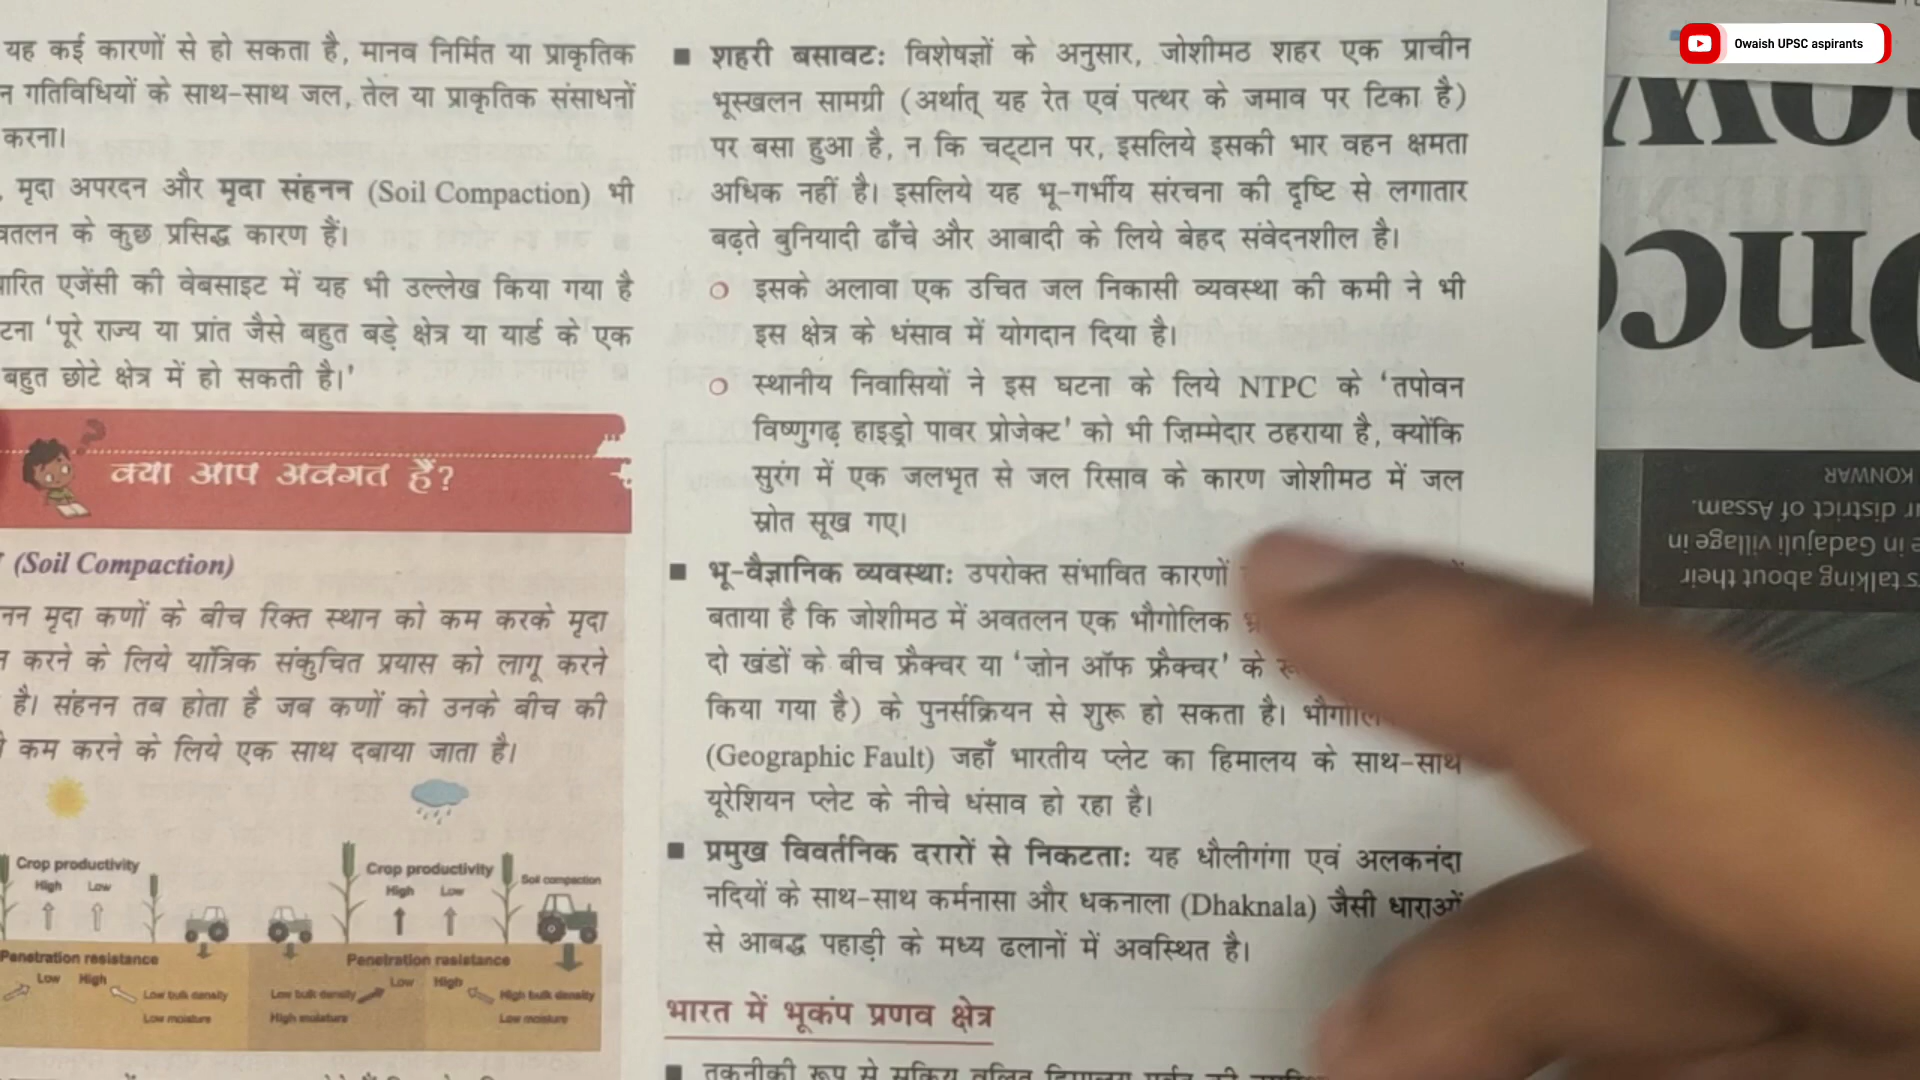 यह कई कारणों से हो सकता है, मानव निर्मित या प्राकृतिक
न गतिविधियों के साथ-साथ जल, तेल या प्राकृतिक संसाधनों
करना।
मृदा अपरदन और मृदा संहनन (Soil Compaction) भी
के कुछ प्रसिद्ध कारण हैं।
एजेंसी की वेबसाइट में यह भी उल्लेख किया गया है
'पूरे राज्य या प्रांत जैसे बहुत बड़े क्षेत्र या यार्ड के एक
बहुत छोटे क्षेत्र में हो सकती है।'
क्या आप अवगत हैं?
(Soil Compaction)
मृदा कणों के बीच रिक्त स्थान को कम करके मृदा
करने के लिये यांत्रिक संकुचित प्रयास को लागू करने
है। संहनन तब होता है जब कणों को उनके बीच की
कम करने के लिये एक साथ दबाया जाता है।
Crop productivity
High Low
Crop productivity
High Low
Soil compaction
Penetration resistance
Low High
Low bulk density
Low moisture
Penetration resistance
Low High
Low bulk density
High moisture
High bulk density
Low moisture
■ शहरी बसावट: विशेषज्ञों के अनुसार, जोशीमठ शहर एक प्राचीन
भूस्खलन सामग्री (अर्थात् यह रेत एवं पत्थर के जमाव पर टिका है)
पर बसा हुआ है, न कि चट्टान पर, इसलिये इसकी भार वहन क्षमता
अधिक नहीं है। इसलिये यह भू-गर्भीय संरचना की दृष्टि से लगातार
बढ़ते बुनियादी ढाँचे और आबादी के लिये बेहद संवेदनशील है।
○ इसके अलावा एक उचित जल निकासी व्यवस्था की कमी ने भी
इस क्षेत्र के धंसाव में योगदान दिया है।
○ स्थानीय निवासियों ने इस घटना के लिये NTPC के 'तपोवन
विष्णुगढ़ हाइड्रो पावर प्रोजेक्ट' को भी ज़िम्मेदार ठहराया है, क्योंकि
सुरंग में एक जलभृत से जल रिसाव के कारण जोशीमठ में जल
स्रोत सूख गए।
■ भू-वैज्ञानिक व्यवस्था: उपरोक्त संभावित कारणों
बताया है कि जोशीमठ में अवतलन एक भौगोलिक
दो खंडों के बीच फ्रैक्चर या 'ज़ोन ऑफ फ्रैक्चर' के
किया गया है) के पुनर्सक्रियन से शुरू हो सकता है।
(Geographic Fault) जहाँ भारतीय प्लेट का हिमालय के साथ-साथ
यूरेशियन प्लेट के नीचे धंसाव हो रहा है।
■ प्रमुख विवर्तनिक दरारों से निकटता: यह धौलीगंगा एवं अलकनंदा
नदियों के साथ-साथ कर्मनासा और धकनाला (Dhaknala) जैसी धाराओं
से आबद्ध पहाड़ी के मध्य ढलानों में अवस्थित है।
भारत में भूकंप प्रणव क्षेत्र
■ तकनीकी रूप से सक्रिय वलित हिमालय पर्वत की
Owaish UPSC aspirants
KONWAR
district of Assam.
in Gadajuli village in
talking about their